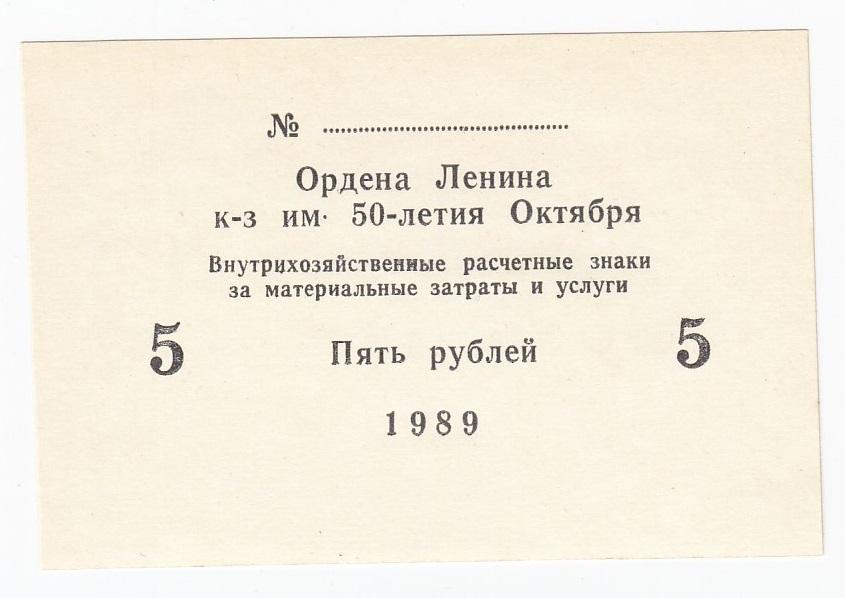 № ........................................
Ордена Ленина
к-з им. 50-летия Октября
Внутрихозяйственные расчетные знаки
за материальные затраты и услуги
5 Пять рублей 5
1989